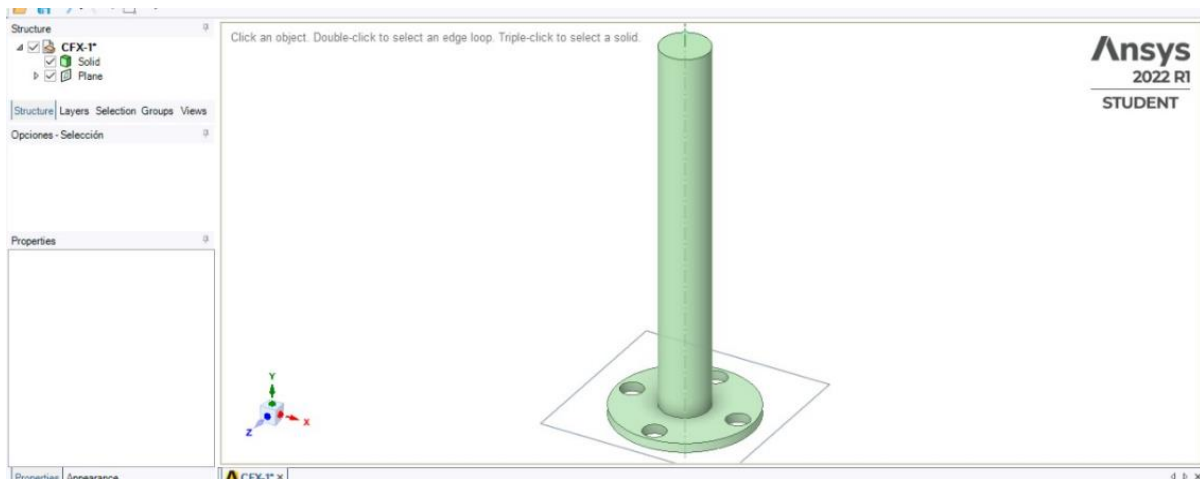 Structure
CFX-1*
Solid
Plane
Structure Layers Selection Groups Views
Opciones - Selección
Properties
Properties Appearance
Click an object. Double-click to select an edge loop. Triple-click to select a solid.
Ansys
2022 R1
STUDENT
Y
X
Z
CFX-1* ×